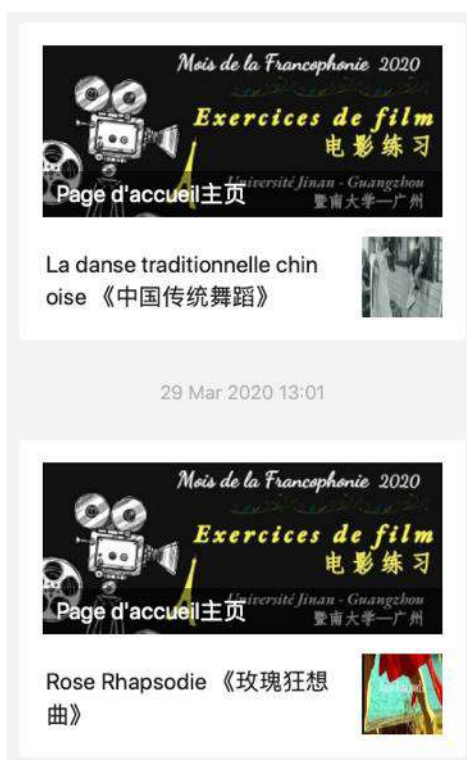 Mois de la Francophonie 2020
Exercices de film
电影练习
Université Jinan - Guangzhou
暨南大学—广州
Page d'accueil主页
La danse traditionnelle chin
oise 《中国传统舞蹈》
29 Mar 2020 13:01
Mois de la Francophonie 2020
Exercices de film
电影练习
Université Jinan - Guangzhou
暨南大学—广州
Page d'accueil主页
Rose Rhapsodie 《玫瑰狂想
曲》